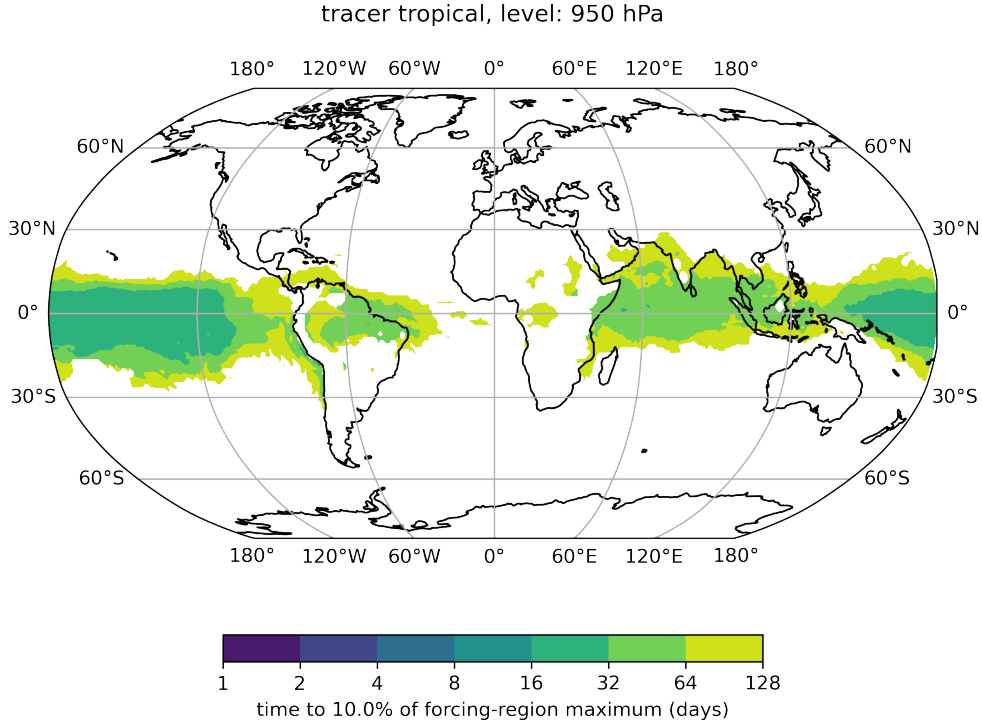 tracer tropical, level: 950 hPa
180° 120°W 60°W 0° 60°E 120°E 180°
60°N 60°N
30°N 30°N
0° 0°
30°S 30°S
60°S 60°S
180° 120°W 60°W 0° 60°E 120°E 180°
1 2 4 8 16 32 64 128
time to 10.0% of forcing-region maximum (days)